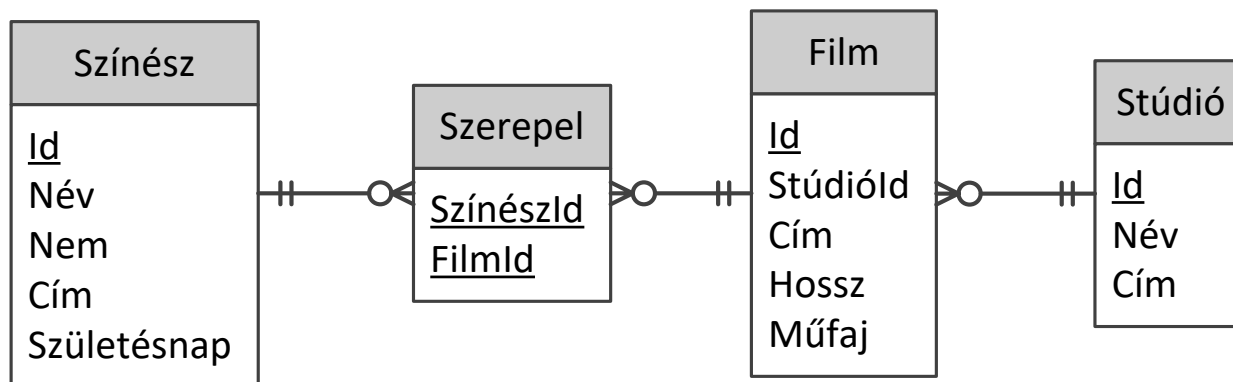 Színész
Id
Név
Nem
Cím
Születésnap
Szerepel
SzínészId
FilmId
Film
Id
StúdióId
Cím
Hossz
Műfaj
Stúdió
Id
Név
Cím